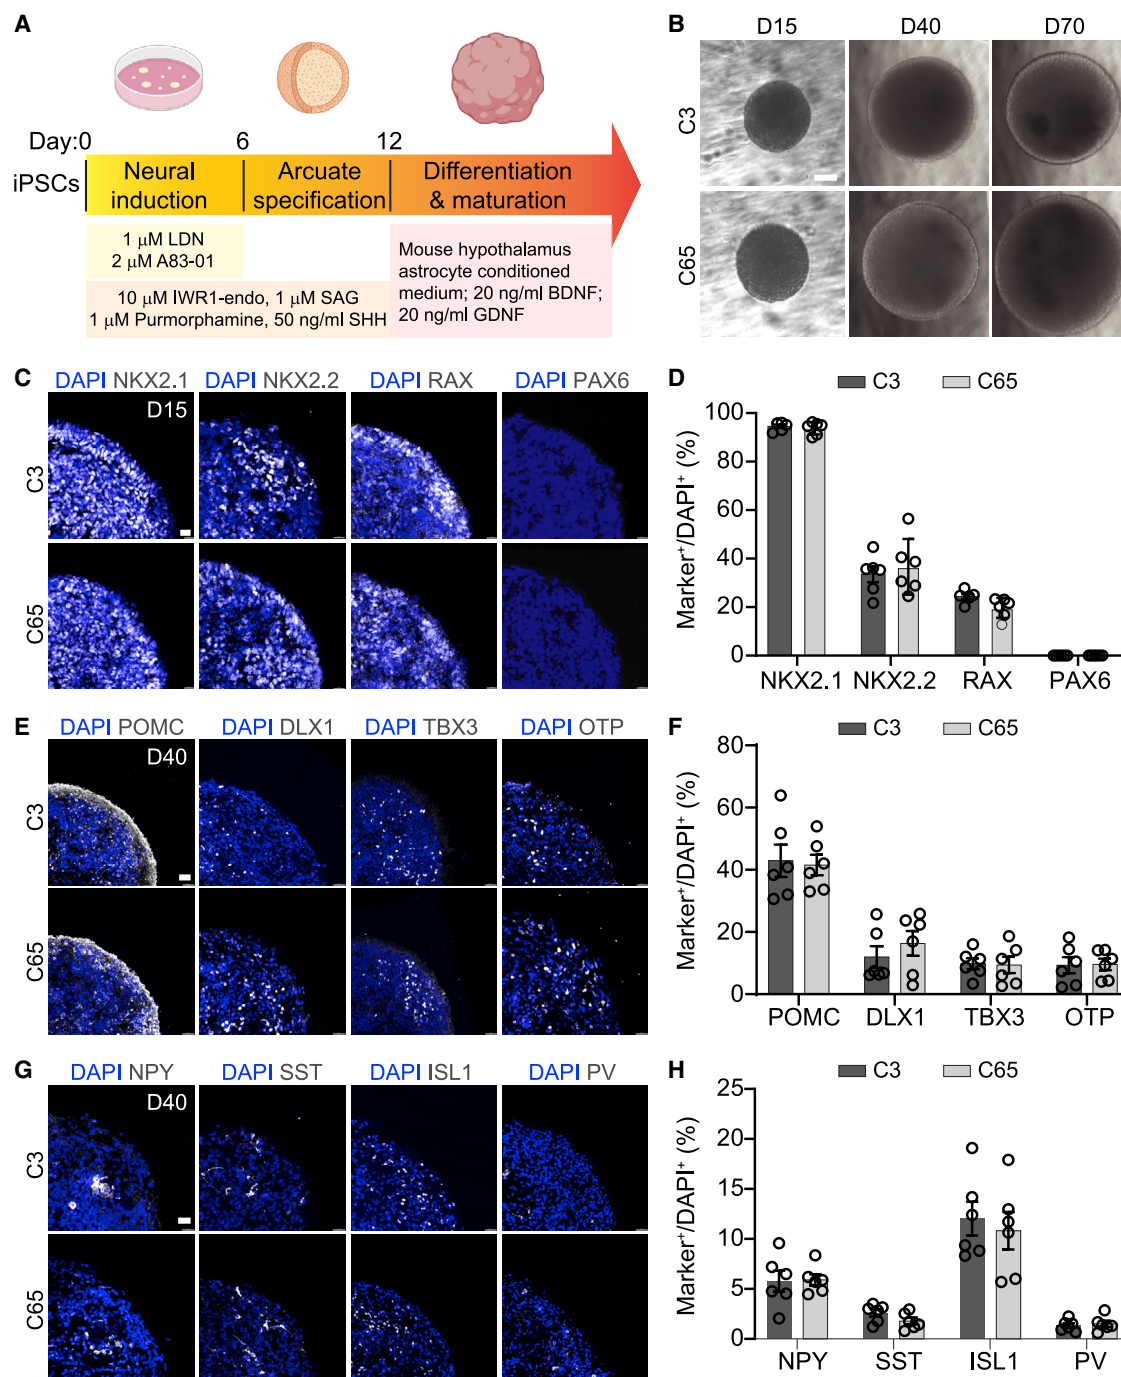 A
Day:0 6 12
iPSCs
Neural
induction
Arcuate
specification
Differentiation
& maturation
1 μM LDN
2 μM A83-01
10 μM IWR1-endo, 1 μM SAG
1 μM Purmorphamine, 50 ng/ml SHH
Mouse hypothalamus
astrocyte conditioned
medium; 20 ng/ml BDNF;
20 ng/ml GDNF
B
D15 D40 D70
C3
C65
C
DAPI NKX2.1 DAPI NKX2.2 DAPI RAX DAPI PAX6
D15
C3
C65
D
C3 C65
Marker⁺/DAPI⁺ (%)
100
80
60
40
20
0
NKX2.1 NKX2.2 RAX PAX6
E
DAPI POMC DAPI DLX1 DAPI TBX3 DAPI OTP
D40
C3
C65
F
C3 C65
Marker⁺/DAPI⁺ (%)
80
60
40
20
0
POMC DLX1 TBX3 OTP
G
DAPI NPY DAPI SST DAPI ISL1 DAPI PV
D40
C3
C65
H
C3 C65
Marker⁺/DAPI⁺ (%)
25
20
15
10
5
0
NPY SST ISL1 PV